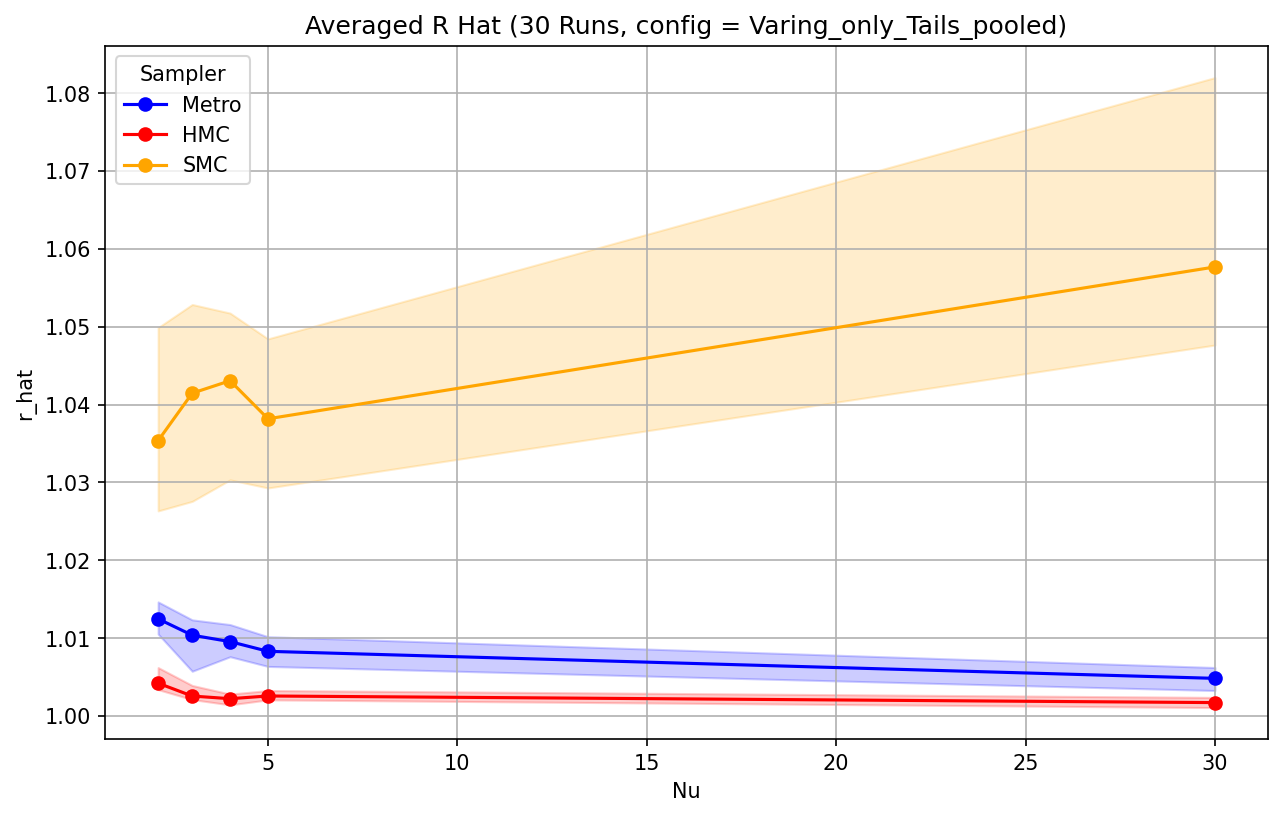 Averaged R Hat (30 Runs, config = Varing_only_Tails_pooled)
Sampler
Metro
HMC
SMC
1.08
1.07
1.06
1.05
1.04
1.03
1.02
1.01
1.00
r_hat
5
10
15
20
25
30
Nu